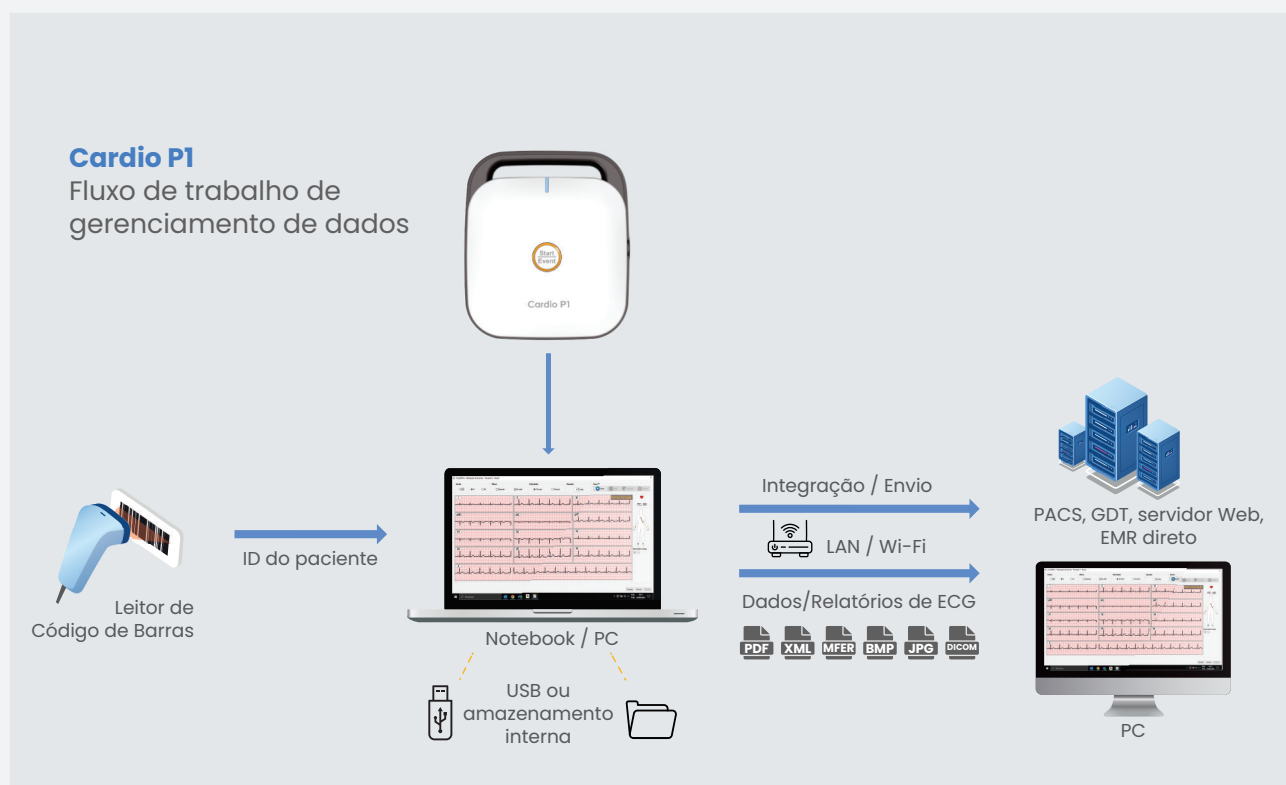 Cardio P1
Fluxo de trabalho de
gerenciamento de dados
Start
Event
Cardio P1
Leitor de
Código de Barras
ID do paciente
Notebook / PC
USB ou
amazenamento
interna
Integração / Envio
LAN / Wi-Fi
Dados/Relatórios de ECG
PDF XML MFER BMP JPG DICOM
PACS, GDT, servidor Web,
EMR direto
PC